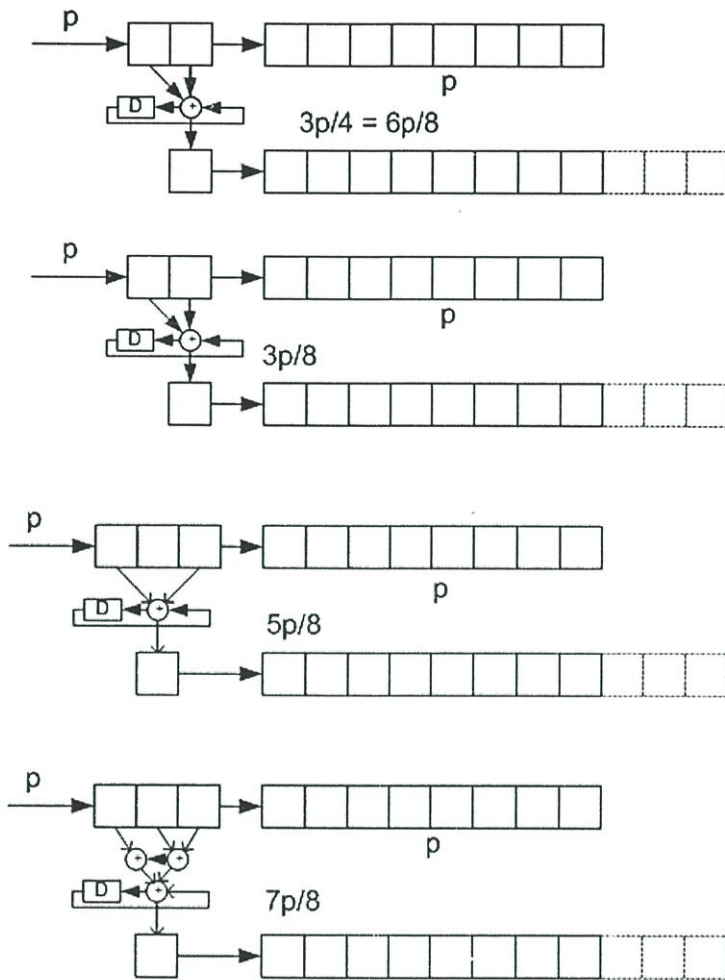 p
p
D +
3p/4 = 6p/8
p
p
D +
3p/8
p
p
D +
5p/8
p
p
+ +
D +
7p/8